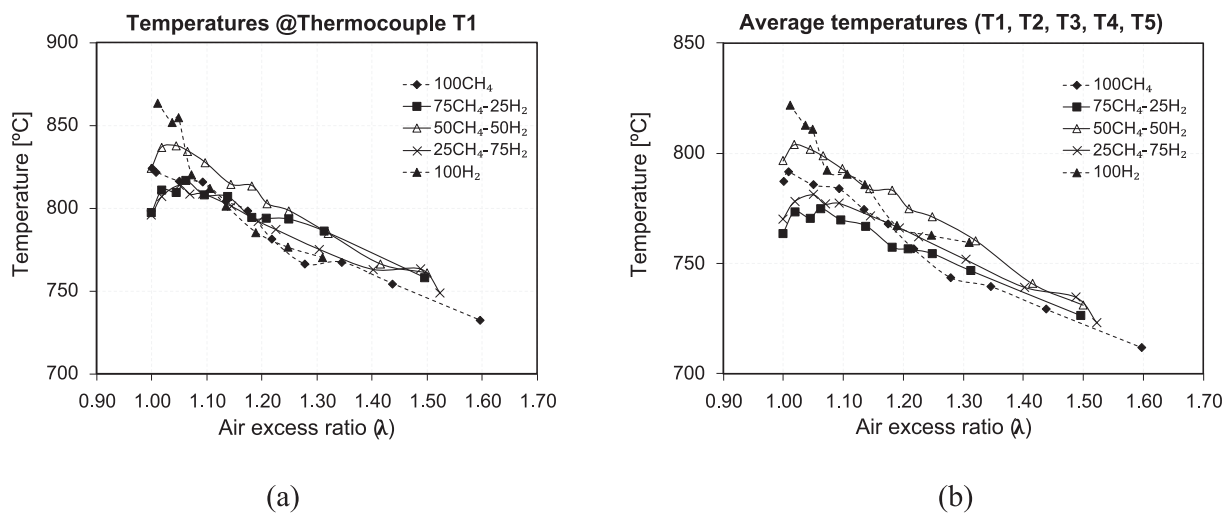 Temperatures @Thermocouple T1
900
850
800
750
700
Temperature [ºC]
100CH₄
75CH₄-25H₂
50CH₄-50H₂
25CH₄-75H₂
100H₂
0.90 1.00 1.10 1.20 1.30 1.40 1.50 1.60 1.70
Air excess ratio (λ)
(a)
Average temperatures (T1, T2, T3, T4, T5)
850
800
750
700
Temperature [ºC]
100CH₄
75CH₄-25H₂
50CH₄-50H₂
25CH₄-75H₂
100H₂
0.90 1.00 1.10 1.20 1.30 1.40 1.50 1.60 1.70
Air excess ratio (λ)
(b)